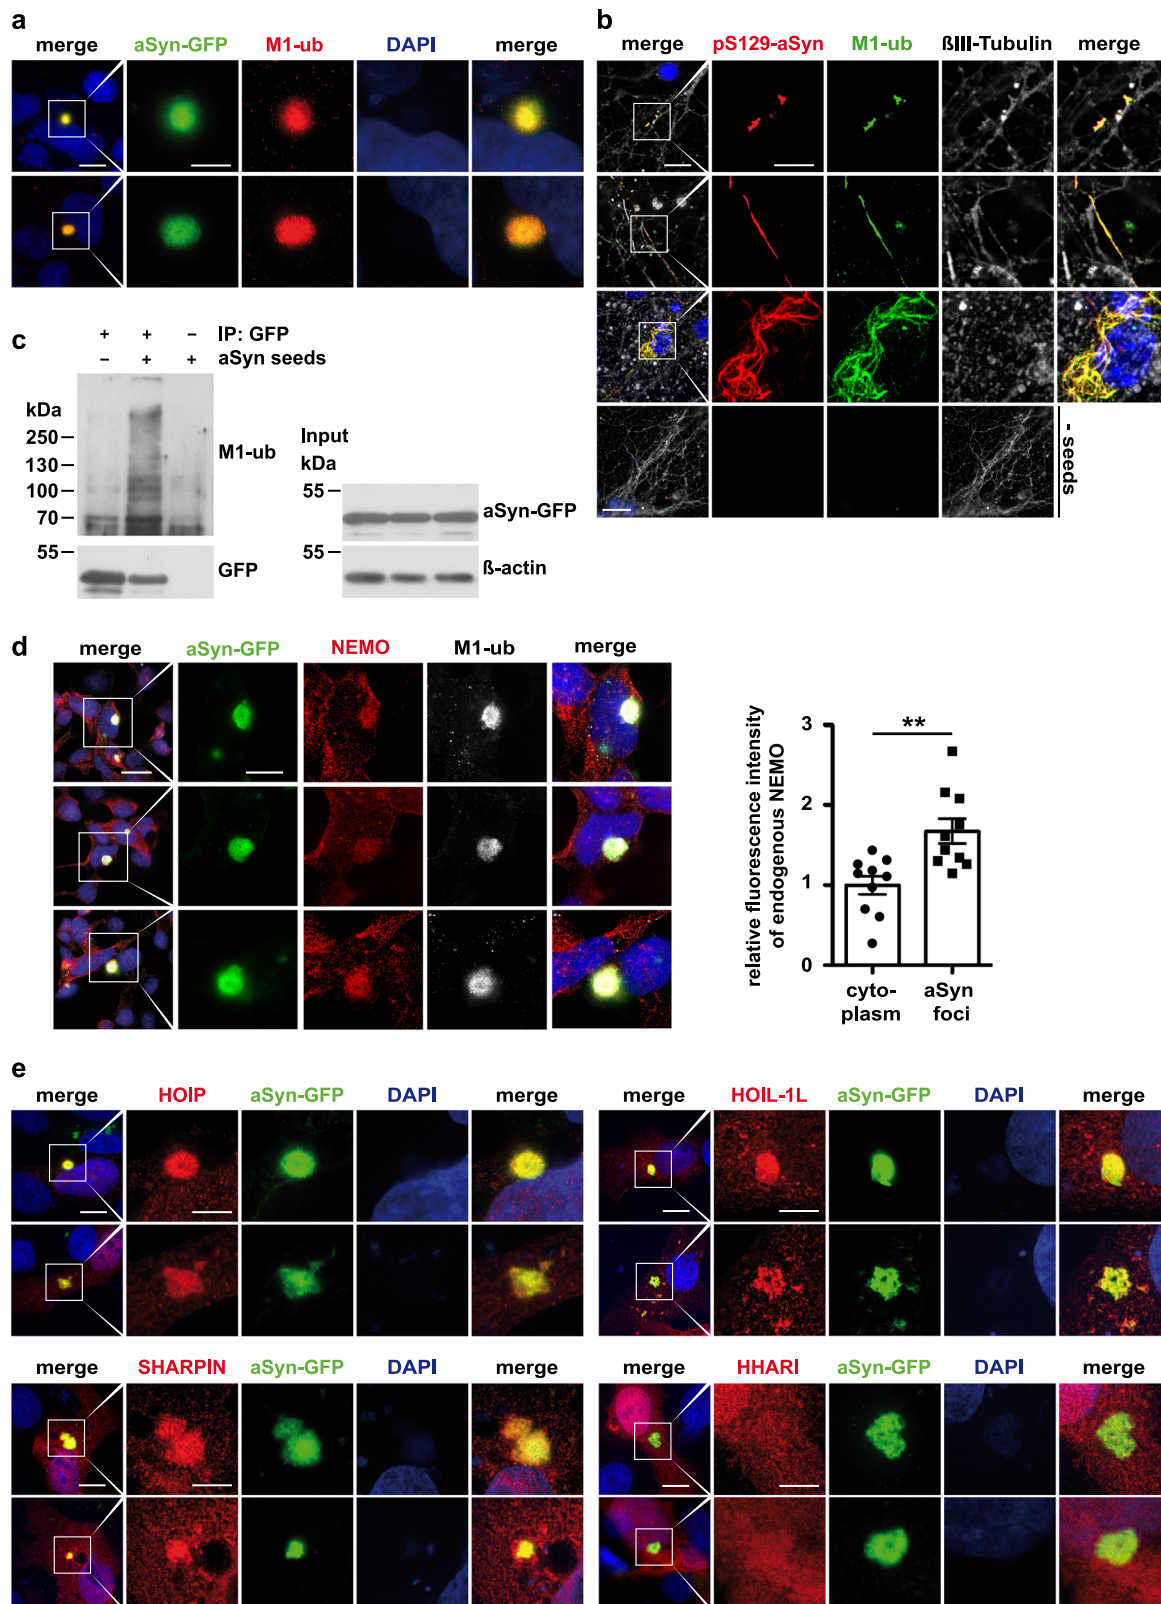 a
merge aSyn-GFP M1-ub DAPI merge
b
merge pS129-aSyn M1-ub ßIII-Tubulin merge
- seeds
c
+ + – IP: GFP
– + + aSyn seeds
kDa
250
130
100
70
M1-ub
55
GFP
Input
kDa
55
aSyn-GFP
55
ß-actin
d
merge aSyn-GFP NEMO M1-ub merge
relative fluorescence intensity
of endogenous NEMO
3
2
1
0
**
cyto-
plasm
aSyn
foci
e
merge HOIP aSyn-GFP DAPI merge
merge HOIL-1L aSyn-GFP DAPI merge
merge SHARPIN aSyn-GFP DAPI merge
merge HHARI aSyn-GFP DAPI merge